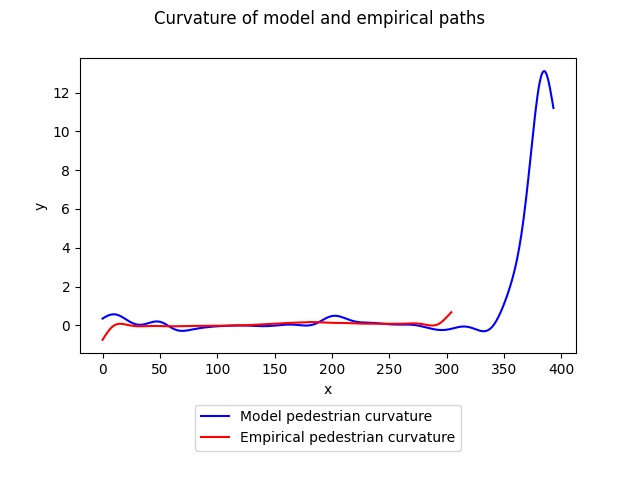 Curvature of model and empirical paths
12
10
8
6
4
2
0
y
0 50 100 150 200 250 300 350 400
x
Model pedestrian curvature
Empirical pedestrian curvature